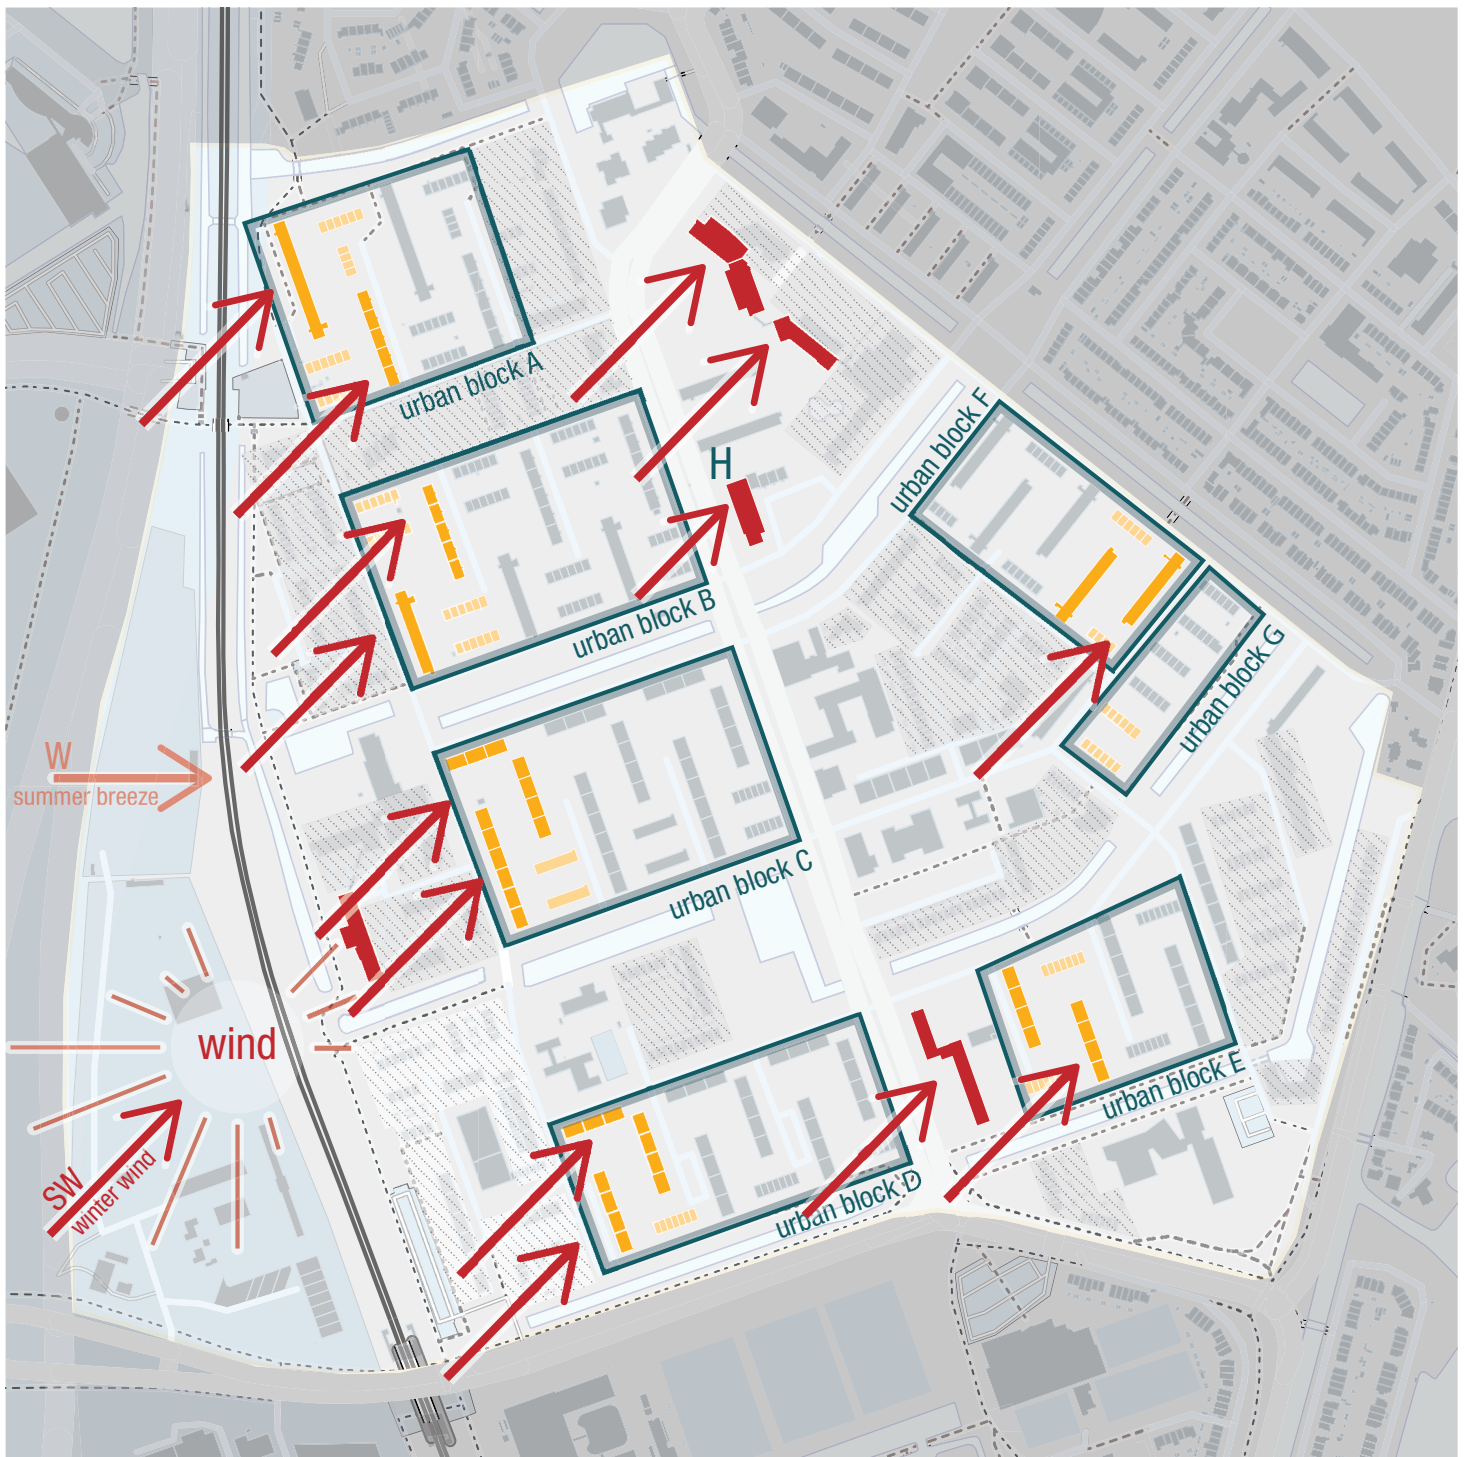 urban block A
H
urban block F
urban block B
urban block G
W
summer breeze
urban block C
wind
SW
winter wind
urban block E
urban block D